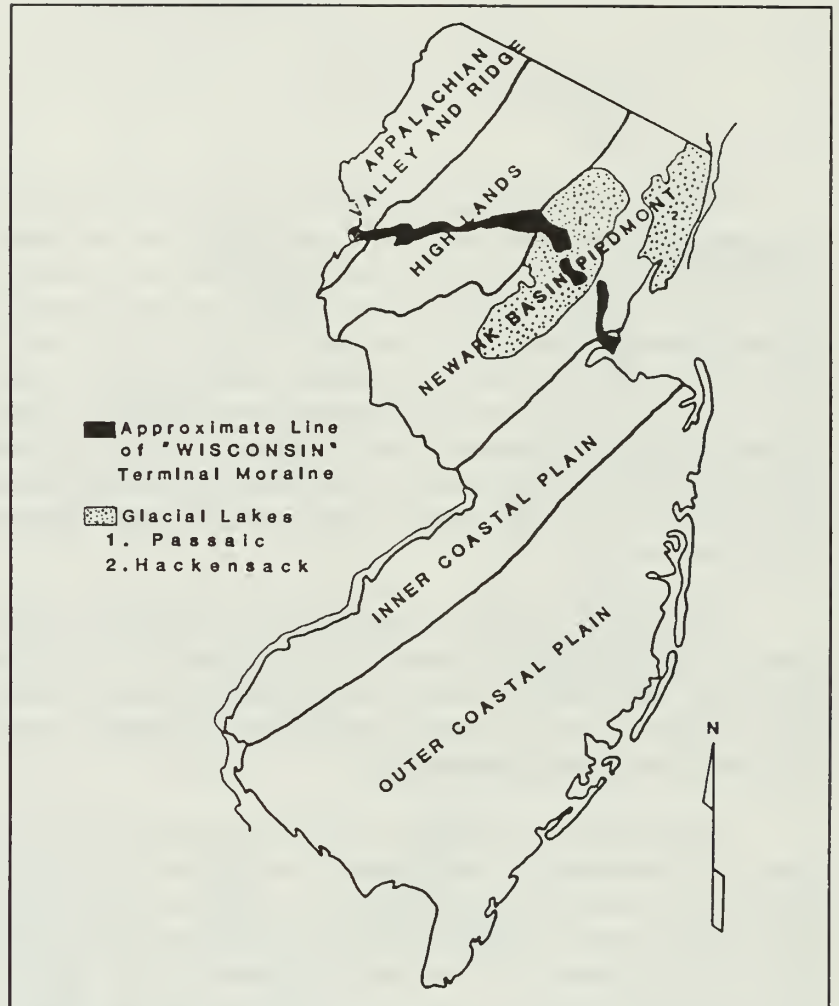 APPALACHIAN
VALLEY AND RIDGE
HIGH LANDS
1
2
NEWARK BASIN PIEDMONT
Approximate Line
of "WISCONSIN"
Terminal Moraine
Glacial Lakes
1. Passaic
2. Hackensack
INNER COASTAL PLAIN
OUTER COASTAL PLAIN
N